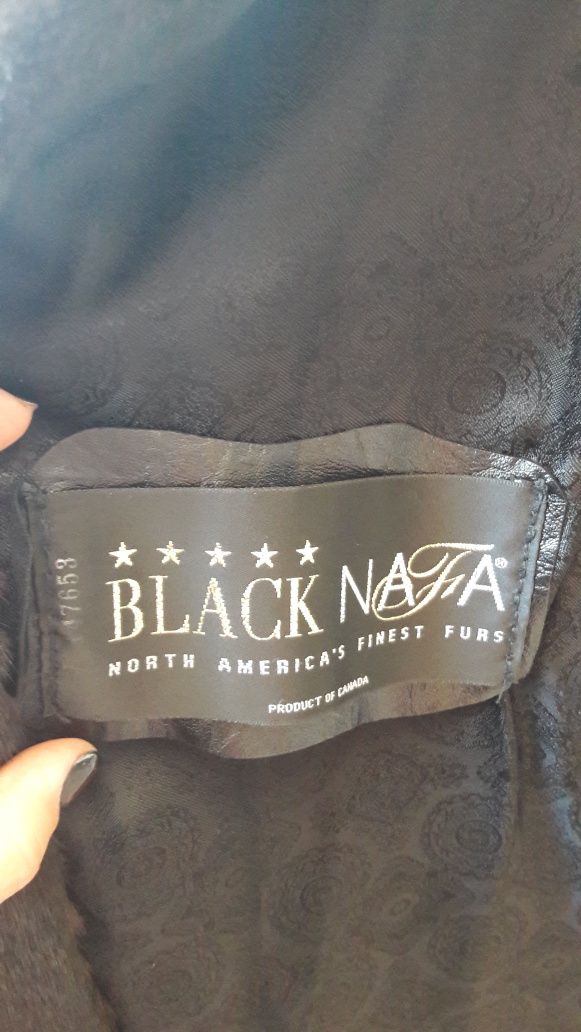 ★ ★ ★ ★ ★
BLACK NAFA®
NORTH AMERICA'S FINEST FURS
PRODUCT OF CANADA